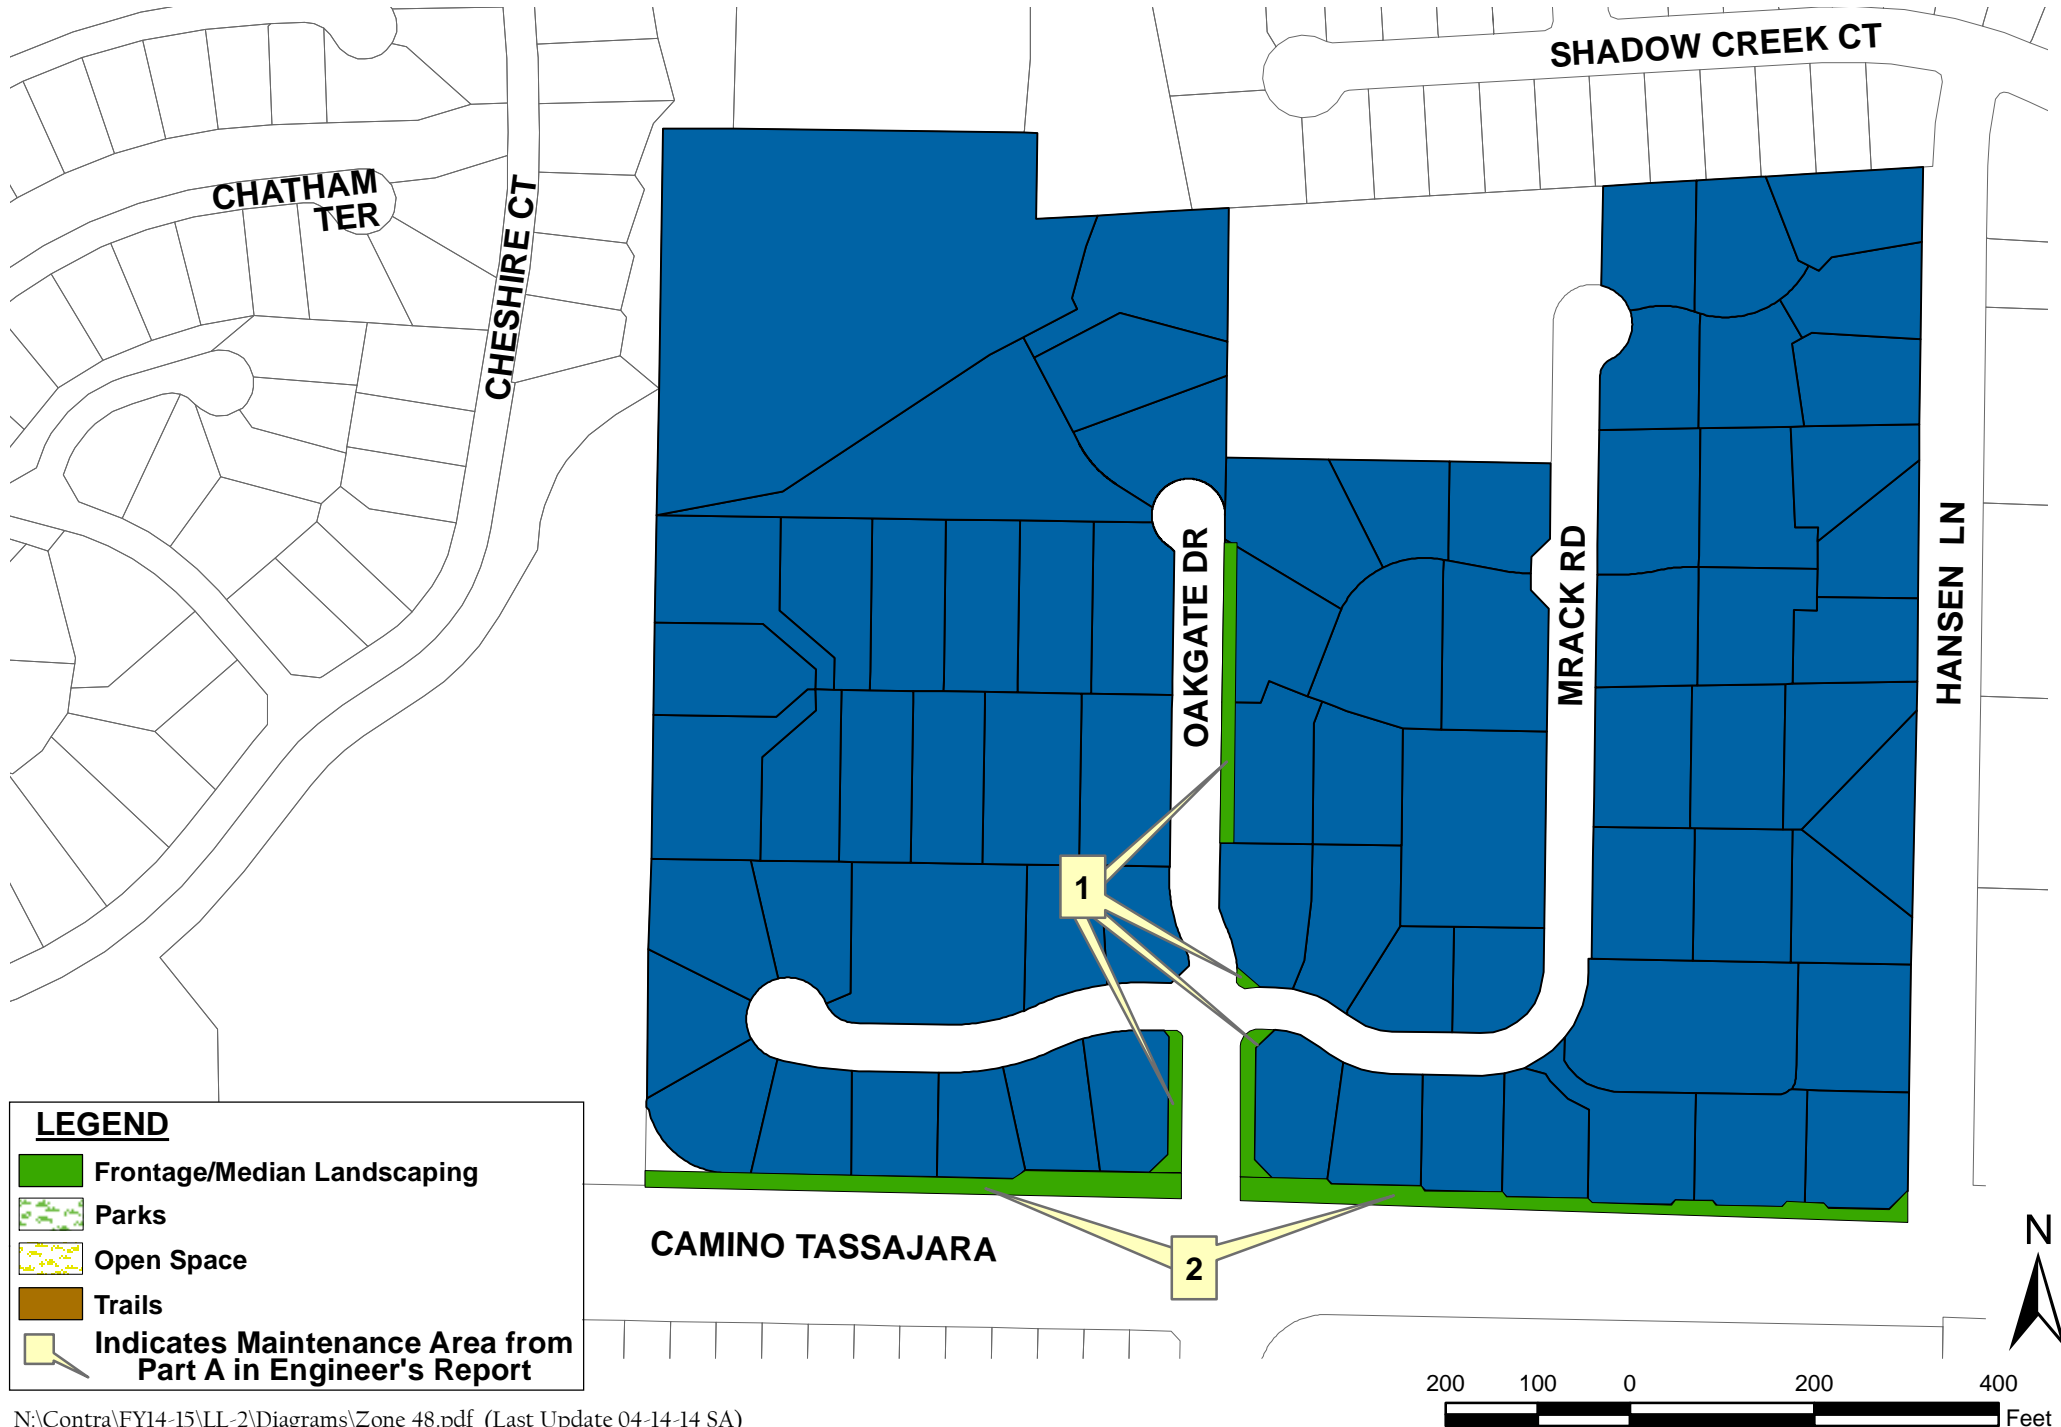 SHADOW CREEK CT
CHATHAM
TER
CHESHIRE CT
OAKGATE DR
MRACK RD
HANSEN LN
1
2
CAMINO TASSAJARA
LEGEND
Frontage/Median Landscaping
Parks
Open Space
Trails
Indicates Maintenance Area from
Part A in Engineer's Report
N
200 100 0 200 400
Feet
N:\Contra\FY14-15\LL-2\Diagrams\Zone 48.pdf (Last Update 04-14-14 SA)